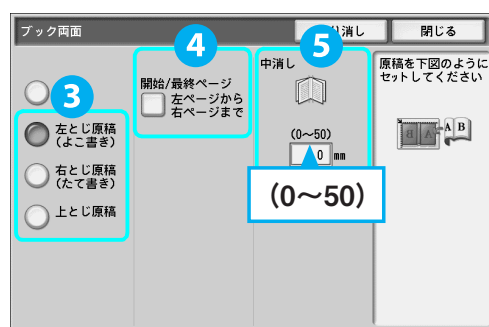 ブック両面
り消し
閉じる
3
左とじ原稿
(よこ書き)
右とじ原稿
(たて書き)
上とじ原稿
4
開始/最終ページ
左ページから
右ページまで
5
中消し
(0～50)
0 mm
(0～50)
原稿を下図のように
セットしてください
B A A B